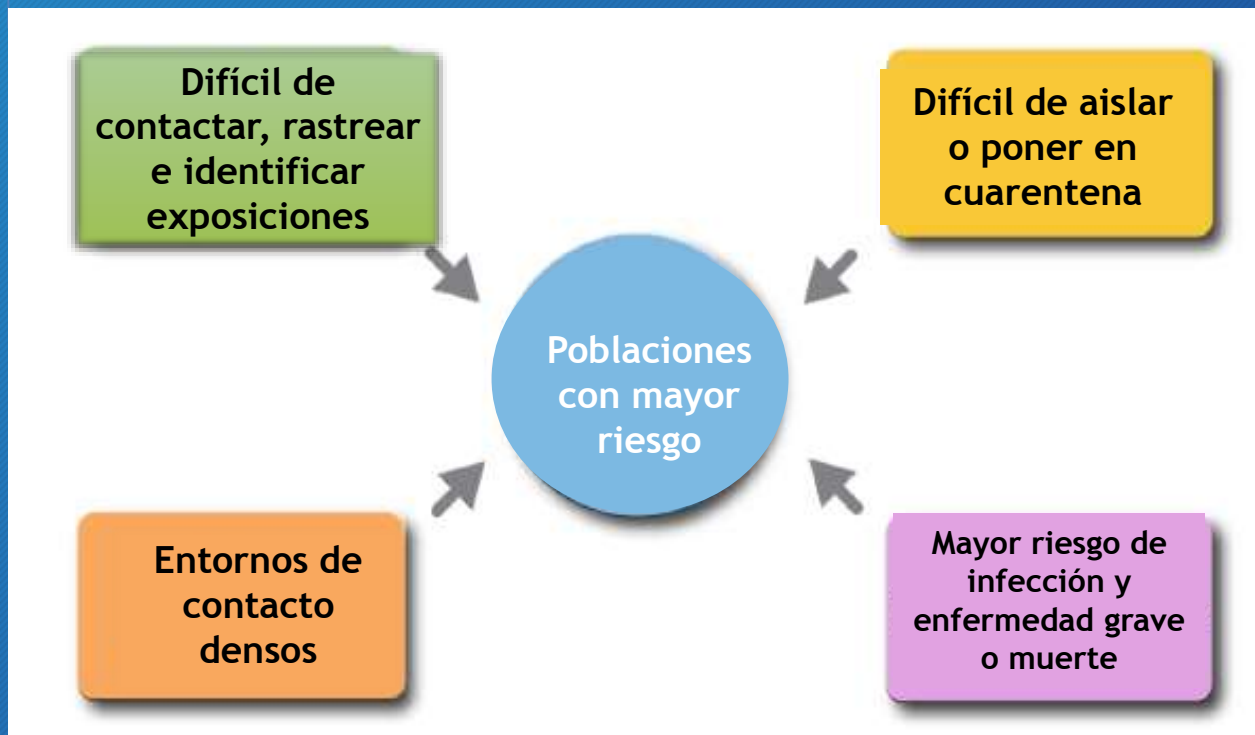 Difícil de
contactar, rastrear
e identificar
exposiciones
Difícil de aislar
o poner en
cuarentena
Poblaciones
con mayor
riesgo
Entornos de
contacto
densos
Mayor riesgo de
infección y
enfermedad grave
o muerte